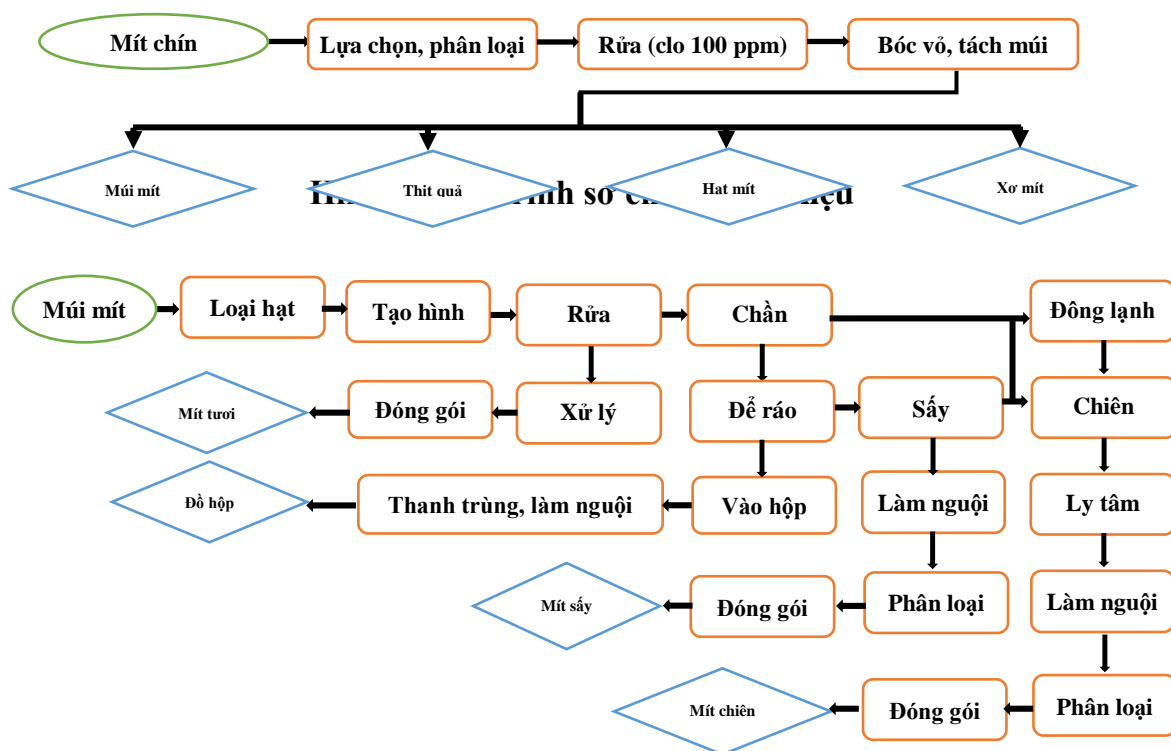 Mít chín
Lựa chọn, phân loại
Rửa (clo 100 ppm)
Bóc vỏ, tách múi
Múi mít
Thịt quả
Hạt mít
Xơ mít
Múi mít
Loại hạt
Tạo hình
Rửa
Chần
Đông lạnh
Mít tươi
Đóng gói
Xử lý
Để ráo
Sấy
Chiên
Đồ hộp
Thanh trùng, làm nguội
Vào hộp
Làm nguội
Ly tâm
Mít sấy
Đóng gói
Phân loại
Làm nguội
Mít chiên
Đóng gói
Phân loại